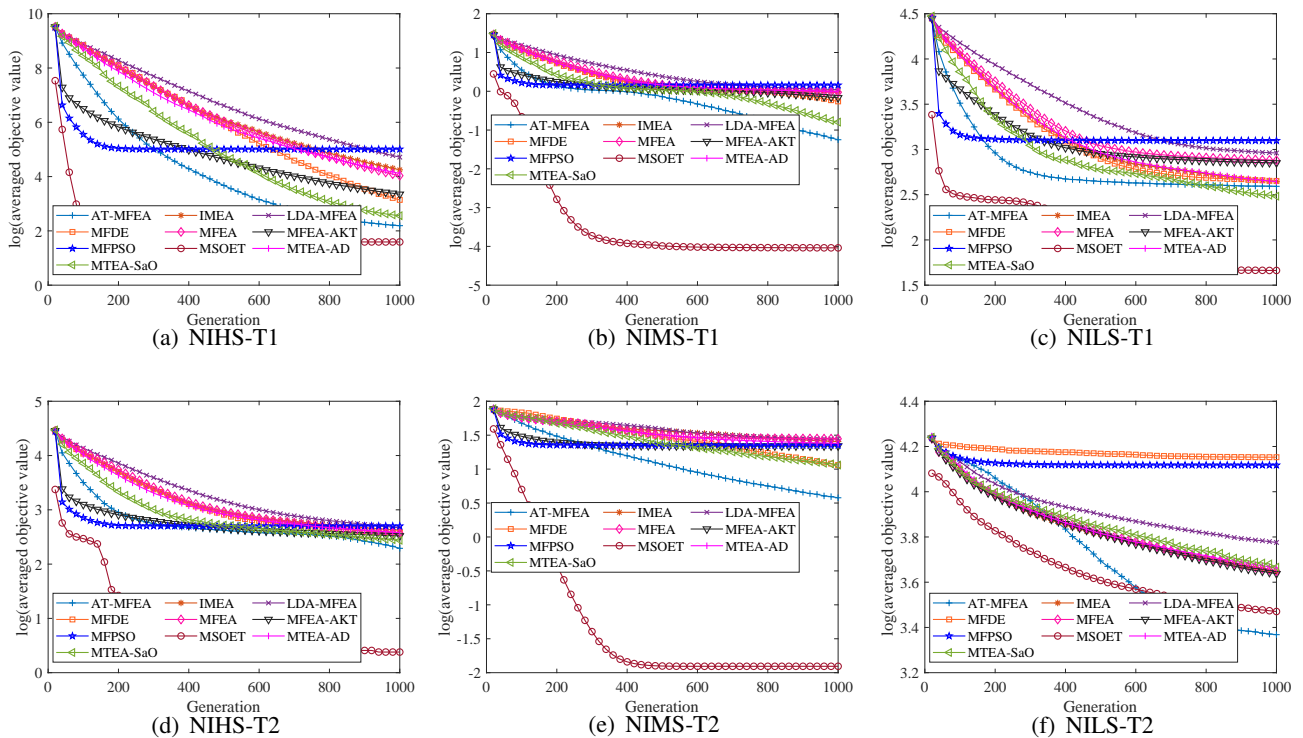 log(averaged objective value)
10
8
6
4
2
0
AT-MFEA IMEA LDA-MFEA
MFDE MFEA MFEA-AKT
MFPSO MSOET MTEA-AD
MTEA-SaO
0 200 400 600 800 1000
Generation
(a) NIHS-T1
log(averaged objective value)
2
1
0
-1
-2
-3
-4
-5
AT-MFEA IMEA LDA-MFEA
MFDE MFEA MFEA-AKT
MFPSO MSOET MTEA-AD
MTEA-SaO
0 200 400 600 800 1000
Generation
(b) NIMS-T1
log(averaged objective value)
4.5
4
3.5
3
2.5
2
1.5
AT-MFEA IMEA LDA-MFEA
MFDE MFEA MFEA-AKT
MFPSO MSOET MTEA-AD
MTEA-SaO
0 200 400 600 800 1000
Generation
(c) NILS-T1
log(averaged objective value)
5
4
3
2
1
0
AT-MFEA IMEA LDA-MFEA
MFDE MFEA MFEA-AKT
MFPSO MSOET MTEA-AD
MTEA-SaO
0 200 400 600 800 1000
Generation
(d) NIHS-T2
log(averaged objective value)
2
1.5
1
0.5
0
-0.5
-1
-1.5
-2
AT-MFEA IMEA LDA-MFEA
MFDE MFEA MFEA-AKT
MFPSO MSOET MTEA-AD
MTEA-SaO
0 200 400 600 800 1000
Generation
(e) NIMS-T2
log(averaged objective value)
4.4
4.2
4
3.8
3.6
3.4
3.2
AT-MFEA IMEA LDA-MFEA
MFDE MFEA MFEA-AKT
MFPSO MSOET MTEA-AD
MTEA-SaO
0 200 400 600 800 1000
Generation
(f) NILS-T2